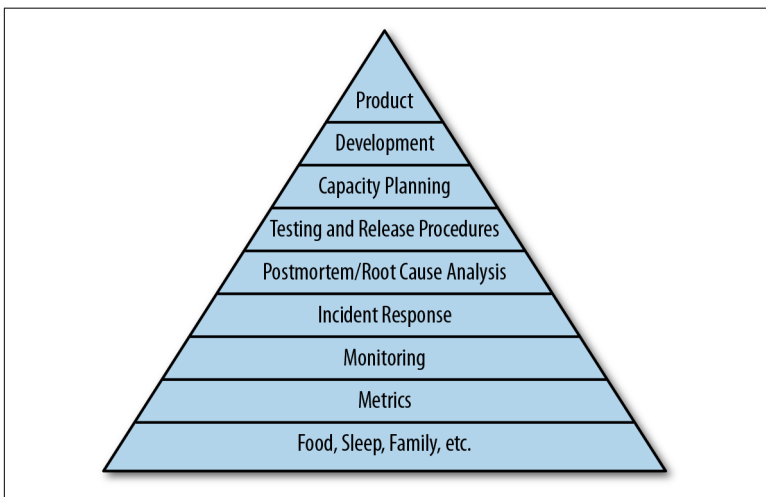 Product
Development
Capacity Planning
Testing and Release Procedures
Postmortem/Root Cause Analysis
Incident Response
Monitoring
Metrics
Food, Sleep, Family, etc.